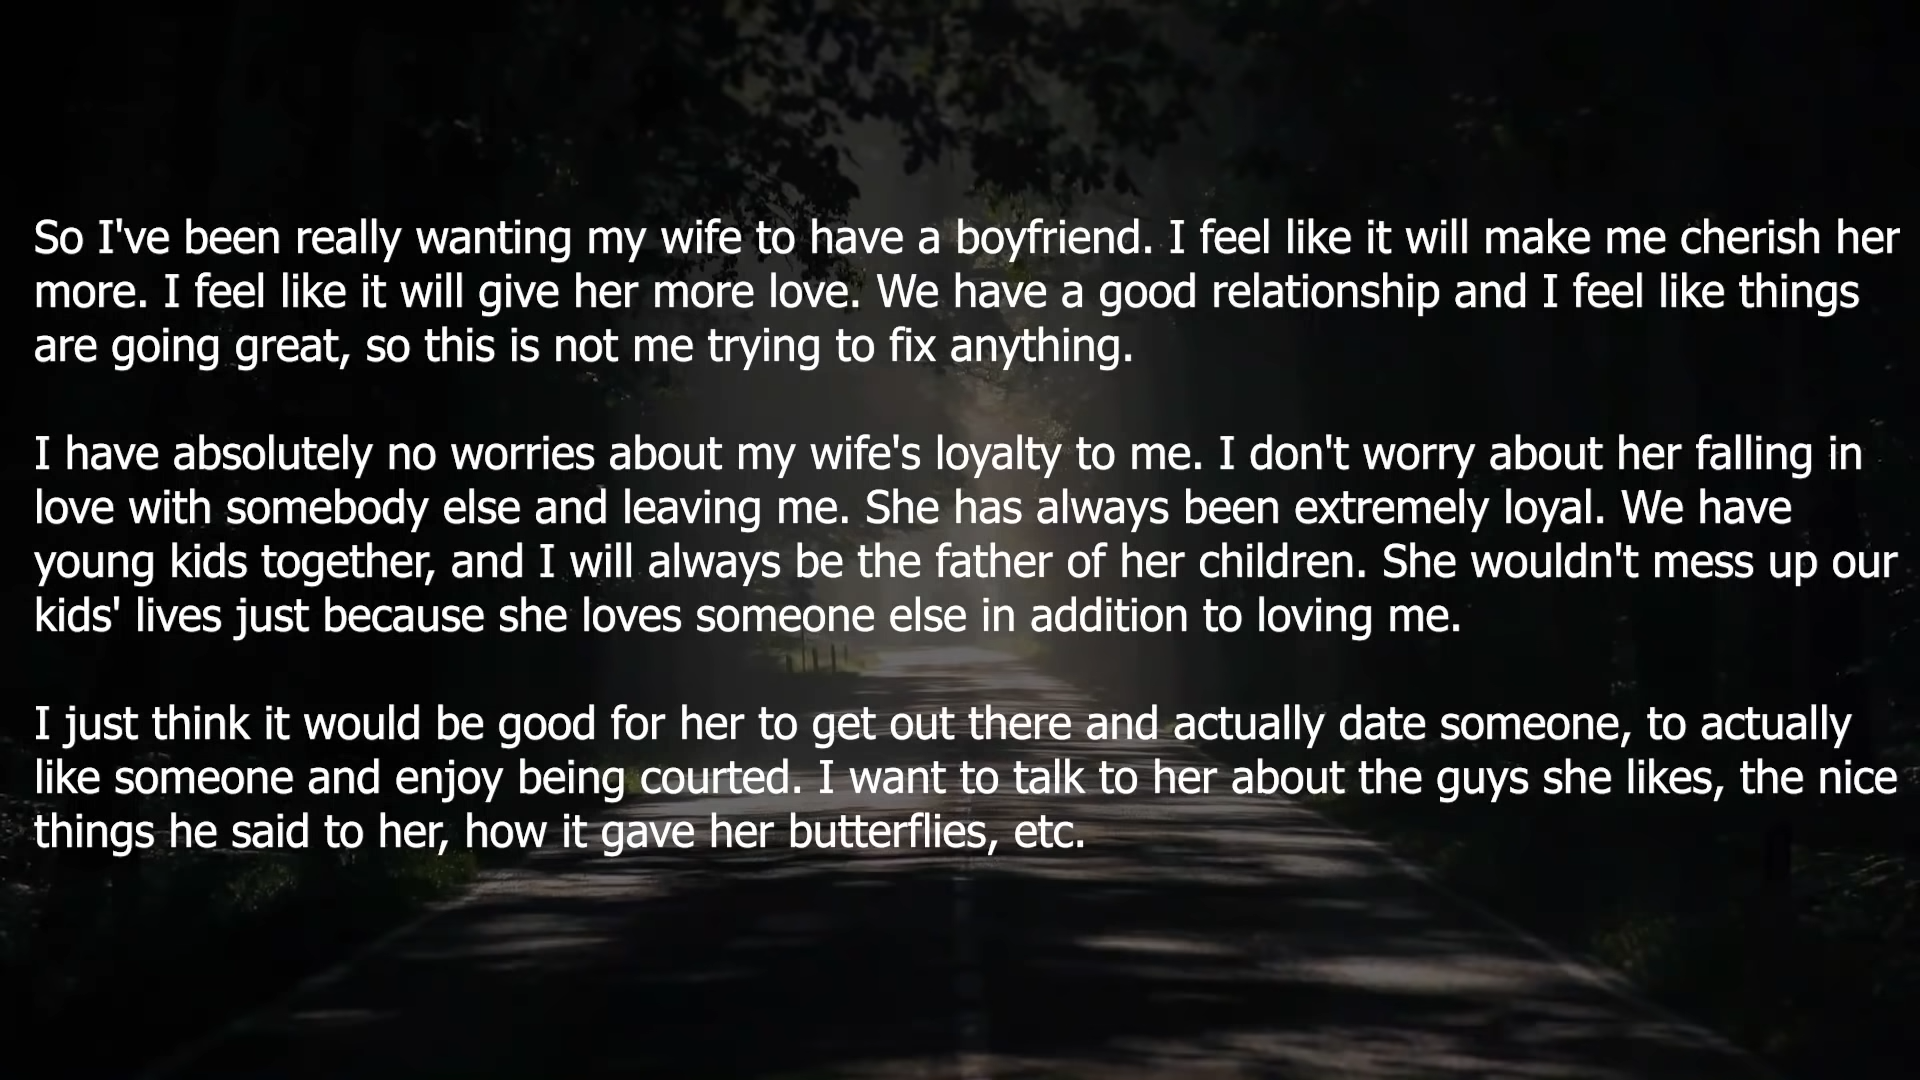 So I've been really wanting my wife to have a boyfriend. I feel like it will make me cherish her
more. I feel like it will give her more love. We have a good relationship and I feel like things
are going great, so this is not me trying to fix anything.
I have absolutely no worries about my wife's loyalty to me. I don't worry about her falling in
love with somebody else and leaving me. She has always been extremely loyal. We have
young kids together, and I will always be the father of her children. She wouldn't mess up our
kids' lives just because she loves someone else in addition to loving me.
I just think it would be good for her to get out there and actually date someone, to actually
like someone and enjoy being courted. I want to talk to her about the guys she likes, the nice
things he said to her, how it gave her butterflies, etc.